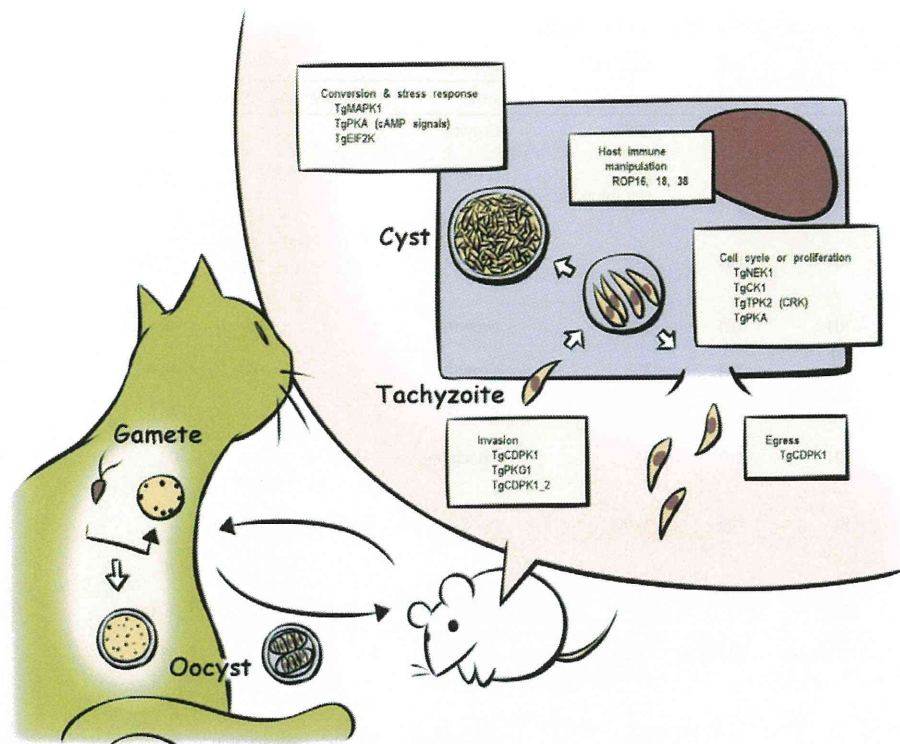 Conversion & stress response
TgMAPK1
TgPKA (cAMP signals)
TgEIF2K
Host immune
manipulation
ROP16, 18, 38
Cyst
Cell cycle or proliferation
TgNEK1
TgCK1
TgTPK2 (CRK)
TgPKA
Tachyzoite
Invasion
TgCDPK1
TgPKG1
TgCDPK1_2
Egress
TgCDPK1
Gamete
Oocyst